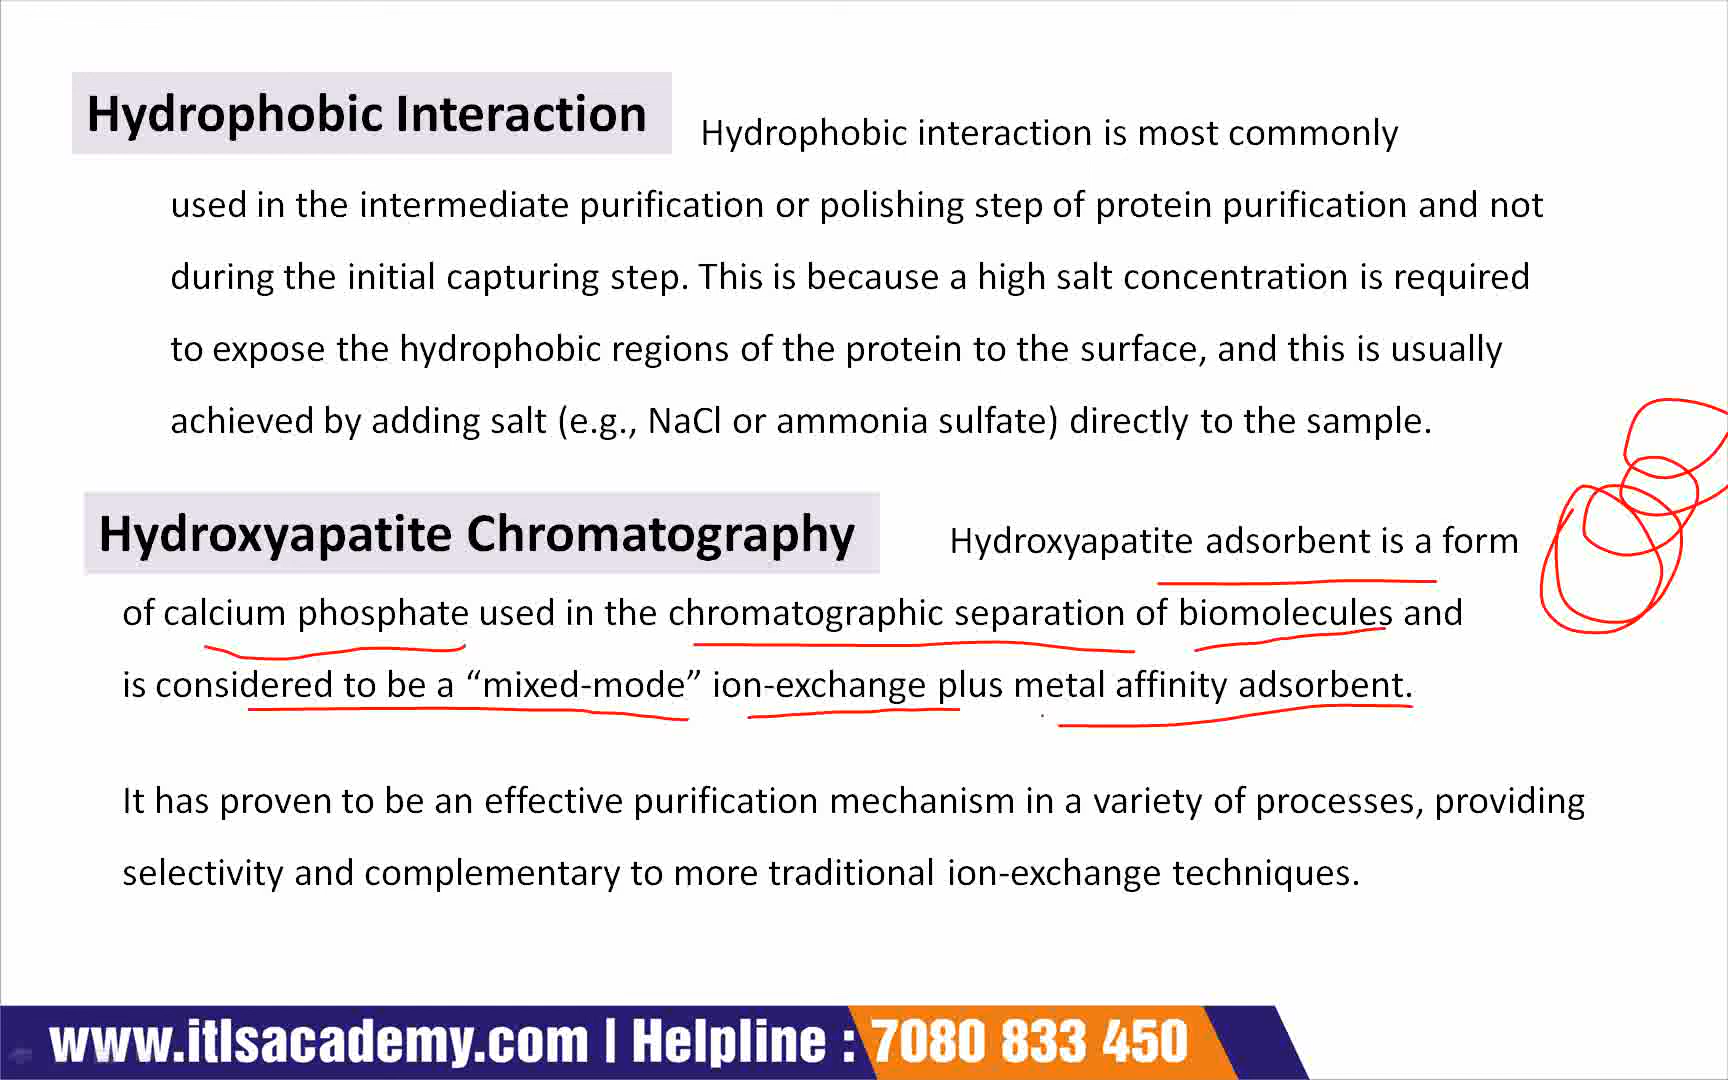 Hydrophobic Interaction Hydrophobic interaction is most commonly
used in the intermediate purification or polishing step of protein purification and not
during the initial capturing step. This is because a high salt concentration is required
to expose the hydrophobic regions of the protein to the surface, and this is usually
achieved by adding salt (e.g., NaCl or ammonia sulfate) directly to the sample.
Hydroxyapatite Chromatography Hydroxyapatite adsorbent is a form
of calcium phosphate used in the chromatographic separation of biomolecules and
is considered to be a “mixed-mode” ion-exchange plus metal affinity adsorbent.
It has proven to be an effective purification mechanism in a variety of processes, providing
selectivity and complementary to more traditional ion-exchange techniques.
www.itlsacademy.com | Helpline : 7080 833 450